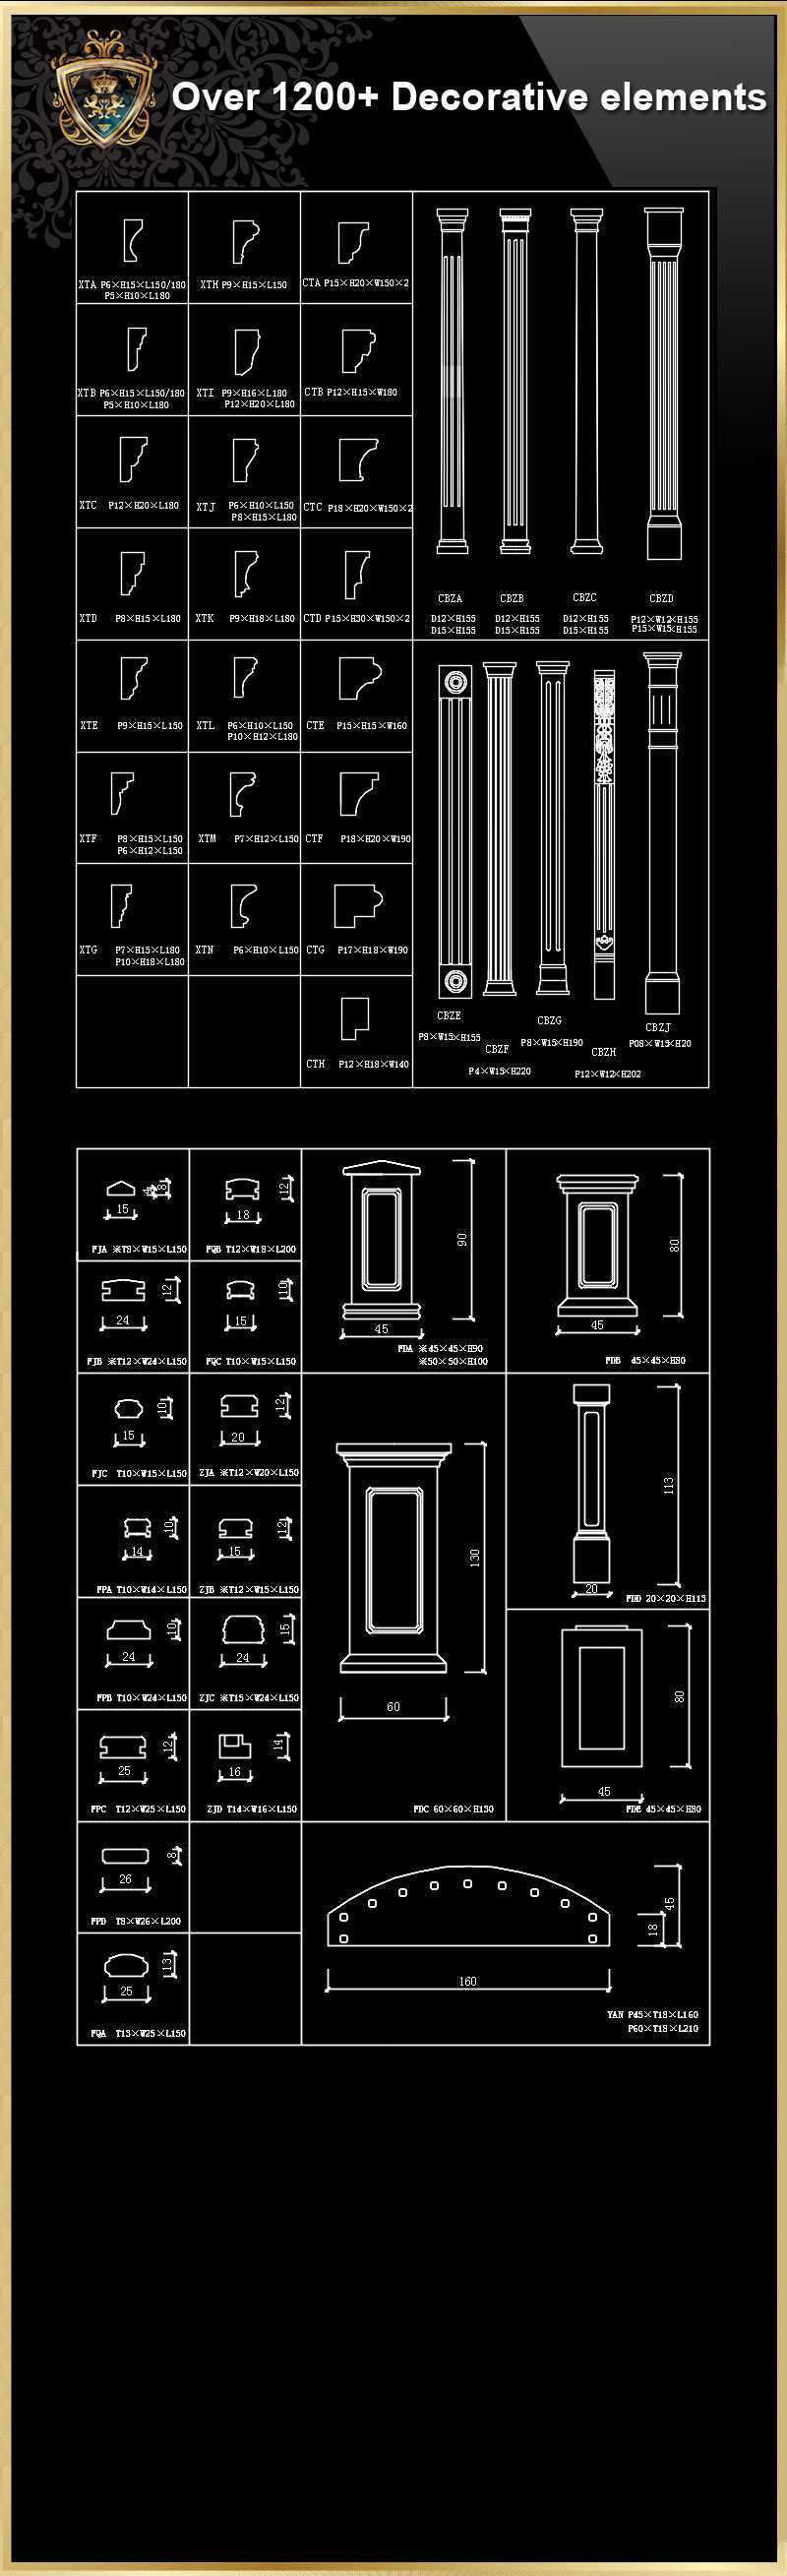 Over 1200+ Decorative elements
XTA P6×H15×L150/180
P5×H10×L180
XTH P9×H15×L150
CTA P15×H20×W150×2
XTB P6×H15×L150/180
P5×H10×L180
XTI P9×H16×L180
P12×H20×L180
CTB P12×H15×W180
XTC P12×H20×L180
XTJ P6×H10×L150
P8×H15×L180
CTC P18×H20×W150×2
XTD P8×H15×L180
XTK P9×H18×L180
CTD P15×H30×W150×2
CBZA
D12×H155
D15×H155
CBZB
D12×H155
D15×H155
CBZC
D12×H155
D15×H155
CBZD
P12×W12×H155
P15×W15×H155
XTE P9×H15×L150
XTL P6×H10×L150
P10×H12×L180
CTE P15×H15×W160
XTF P8×H15×L150
P6×H12×L150
XTM P7×H12×L150
CTF P18×H20×W190
XTG P7×H15×L180
P10×H18×L180
XTN P6×H10×L150
CTG P17×H18×W190
CTH P12×H18×W140
CBZE
P8×W15×H155
CBZF
P4×W15×H220
CBZG
P8×W15×H190
CBZH
P12×W12×H202
CBZJ
P08×W15×H20
15
8
FJA ※T8×W15×L150
12
18
FQB T12×W18×L200
90
45
FDA ※45×45×H90
※50×50×H100
80
45
FDB 45×45×H80
12
24
FJB ※T12×W24×L150
10
15
FQC T10×W15×L150
10
15
FJC T10×W15×L150
12
20
ZJA ※T12×W20×L150
10
14
FPA T10×W14×L150
12
15
ZJB ※T12×W15×L150
130
60
FDC 60×60×H130
113
20
FDD 20×20×H113
10
24
FPB T10×W24×L150
15
24
ZJC ※T15×W24×L150
80
45
FDE 45×45×H80
12
25
FPC T12×W25×L150
14
16
ZJD T14×W16×L150
8
26
FPD T8×W26×L200
13
25
FQA T13×W25×L150
45
18
160
YAN P45×T18×L160
P60×T18×L210